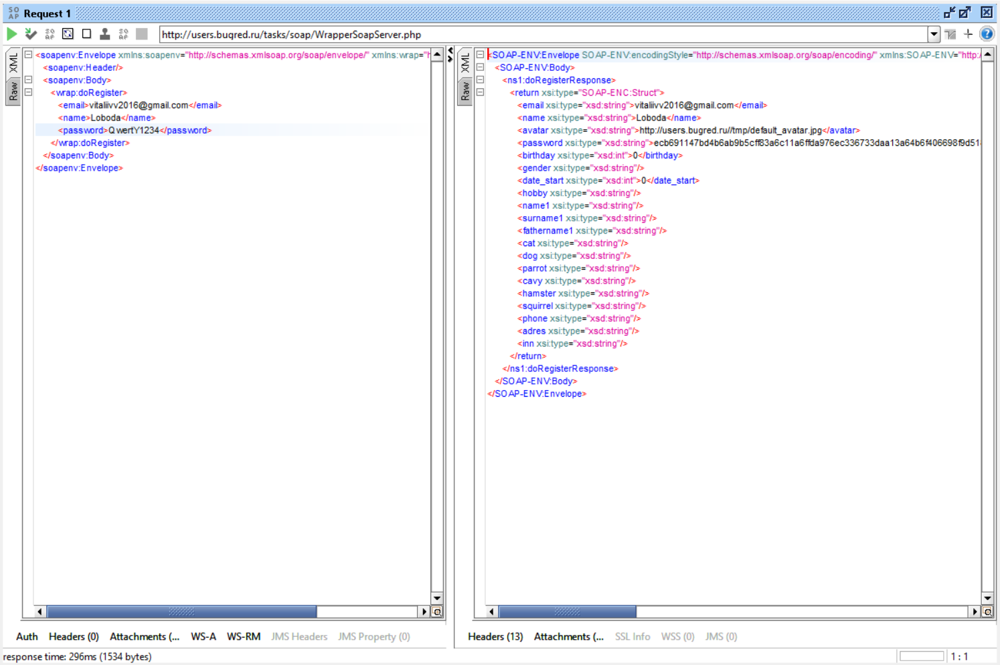 SOAP Request 1
http://users.bugred.ru/tasks/soap/WrapperSoapServer.php
XML
Raw
<soapenv:Envelope xmlns:soapenv="http://schemas.xmlsoap.org/soap/envelope/" xmlns:wrap="h
<soapenv:Header/>
<soapenv:Body>
<wrap:doRegister>
<email>vitaliivv2016@gmail.com</email>
<name>Loboda</name>
<password>QwertY1234</password>
</wrap:doRegister>
</soapenv:Body>
</soapenv:Envelope>
XML
Raw
<SOAP-ENV:Envelope SOAP-ENV:encodingStyle="http://schemas.xmlsoap.org/soap/encoding/" xmlns:SOAP-ENV="http:/
<SOAP-ENV:Body>
<ns1:doRegisterResponse>
<return xsi:type="SOAP-ENC:Struct">
<email xsi:type="xsd:string">vitaliivv2016@gmail.com</email>
<name xsi:type="xsd:string">Loboda</name>
<avatar xsi:type="xsd:string">http://users.bugred.ru//tmp/default_avatar.jpg</avatar>
<password xsi:type="xsd:string">ecb691147bd4b6ab9b5cff83a6c11a6ffda976ec336733daa13a64b6f406698f9d51
<birthday xsi:type="xsd:int">0</birthday>
<gender xsi:type="xsd:string"/>
<date_start xsi:type="xsd:int">0</date_start>
<hobby xsi:type="xsd:string"/>
<name1 xsi:type="xsd:string"/>
<surname1 xsi:type="xsd:string"/>
<fathername1 xsi:type="xsd:string"/>
<cat xsi:type="xsd:string"/>
<dog xsi:type="xsd:string"/>
<parrot xsi:type="xsd:string"/>
<cavy xsi:type="xsd:string"/>
<hamster xsi:type="xsd:string"/>
<squirrel xsi:type="xsd:string"/>
<phone xsi:type="xsd:string"/>
<adres xsi:type="xsd:string"/>
<inn xsi:type="xsd:string"/>
</return>
</ns1:doRegisterResponse>
</SOAP-ENV:Body>
</SOAP-ENV:Envelope>
Auth Headers (0) Attachments (... WS-A WS-RM JMS Headers JMS Property (0)
Headers (13) Attachments (... SSL Info WSS (0) JMS (0)
response time: 296ms (1534 bytes)
1 : 1